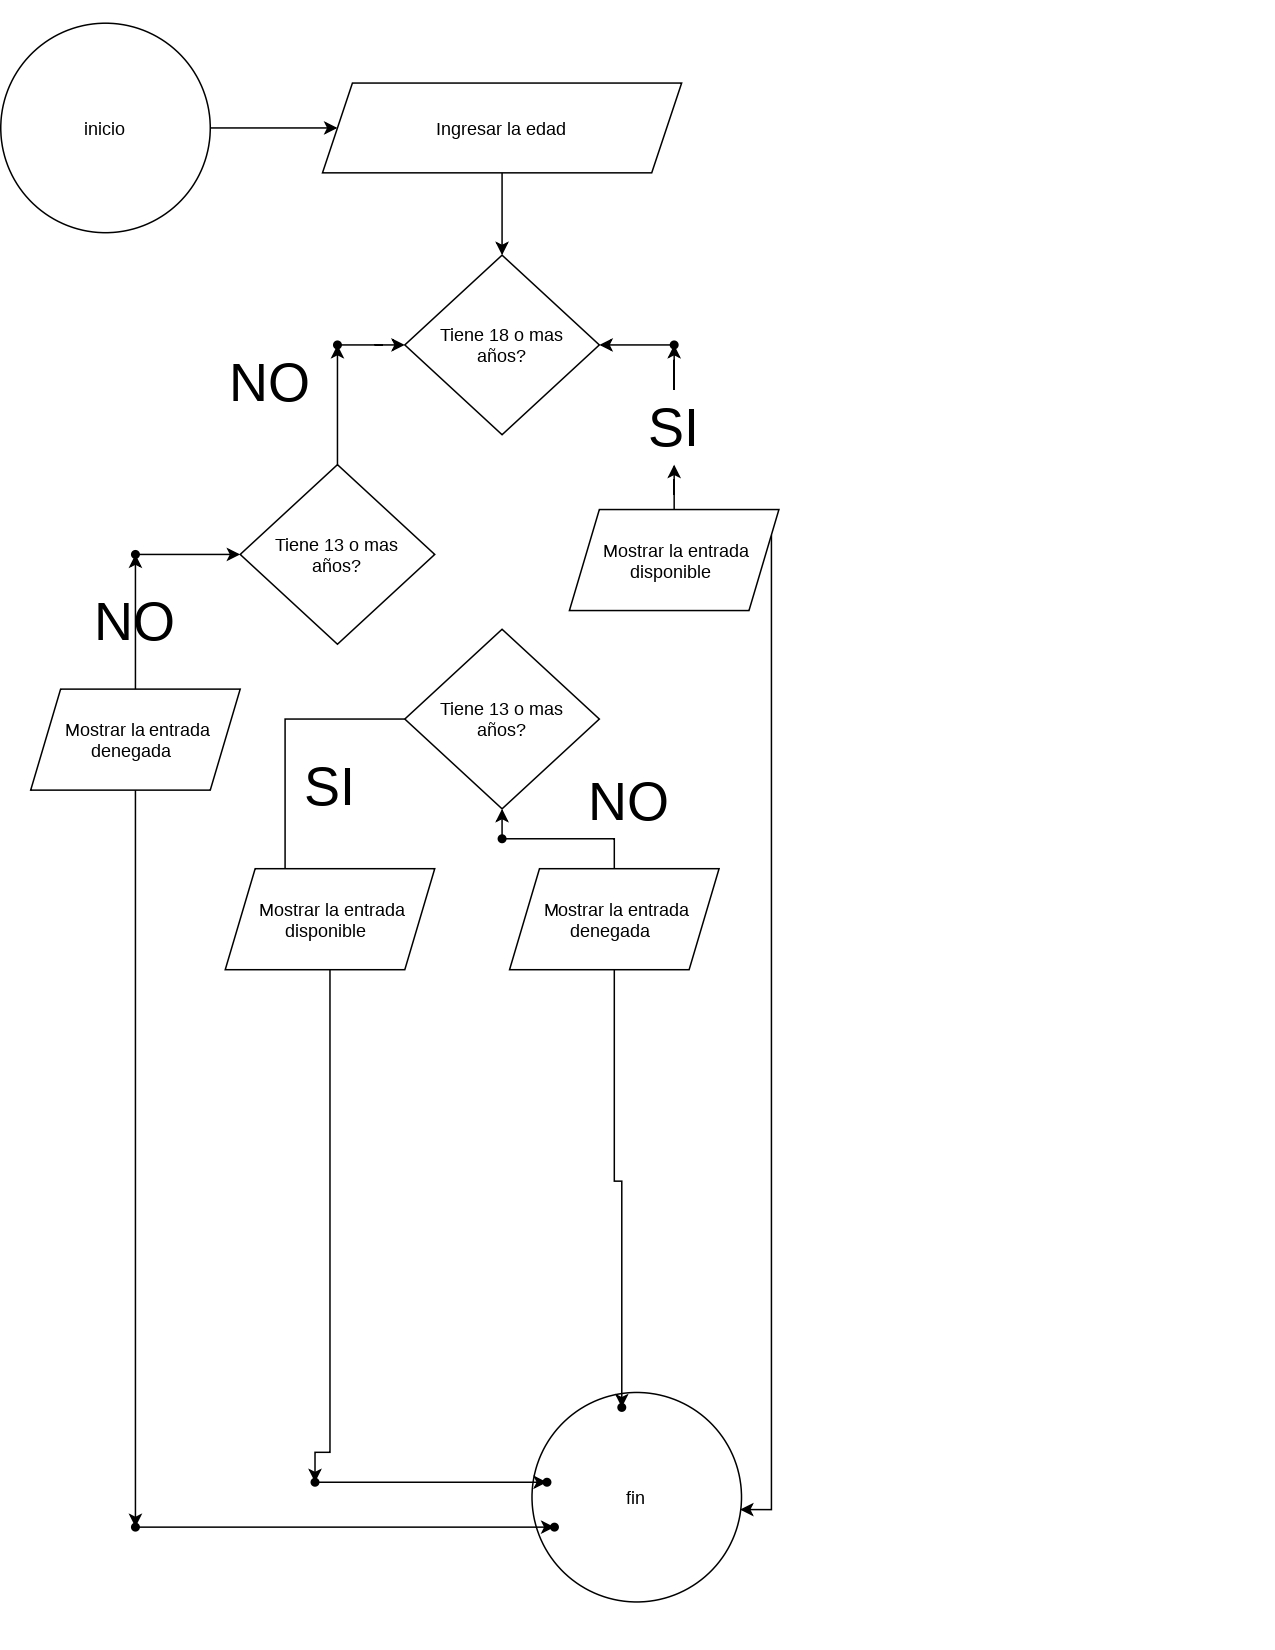 inicio
Ingresar la edad
Tiene 18 o mas
años?
NO
SI
Tiene 13 o mas
años?
Mostrar la entrada
disponible
NO
Tiene 13 o mas
años?
Mostrar la entrada
denegada
SI
NO
Mostrar la entrada
disponible
Mostrar la entrada
denegada
fin